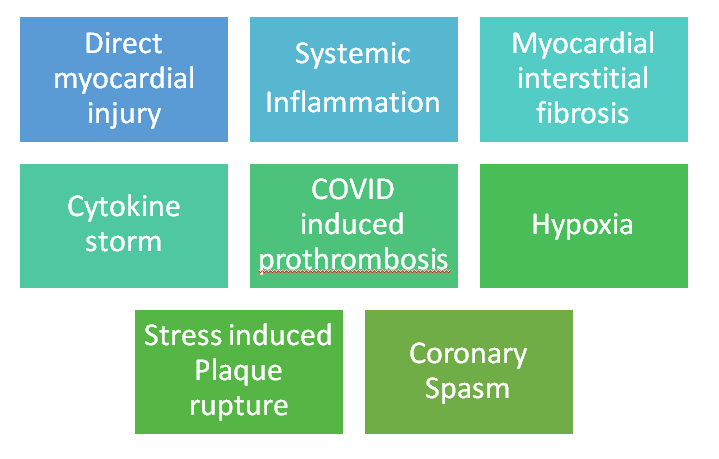 Direct
myocardial
injury
Systemic
Inflammation
Myocardial
interstitial
fibrosis
Cytokine
storm
COVID
induced
prothrombosis
Hypoxia
Stress induced
Plaque
rupture
Coronary
Spasm